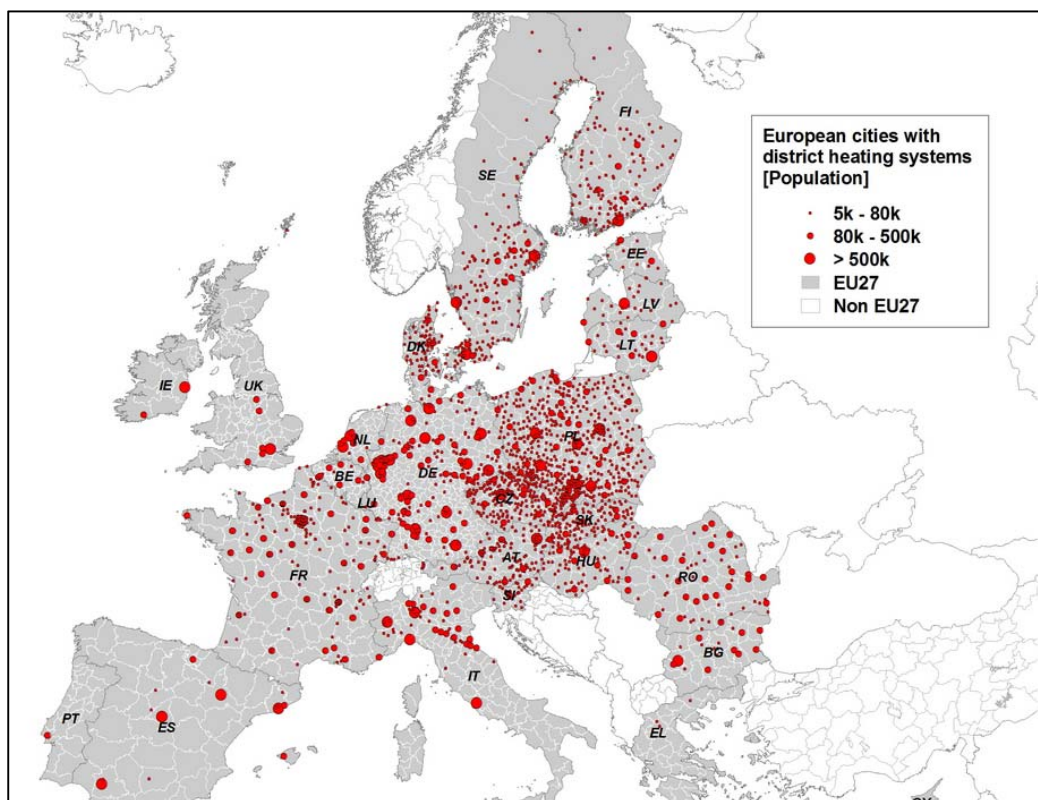 FI
SE
European cities with
district heating systems
[Population]
5k - 80k
80k - 500k
> 500k
EU27
Non EU27
EE
LV
LT
DK
IE
UK
NL
PL
BE
DE
LU
CZ
SK
AT
HU
FR
SI
RO
BG
IT
PT
ES
EL